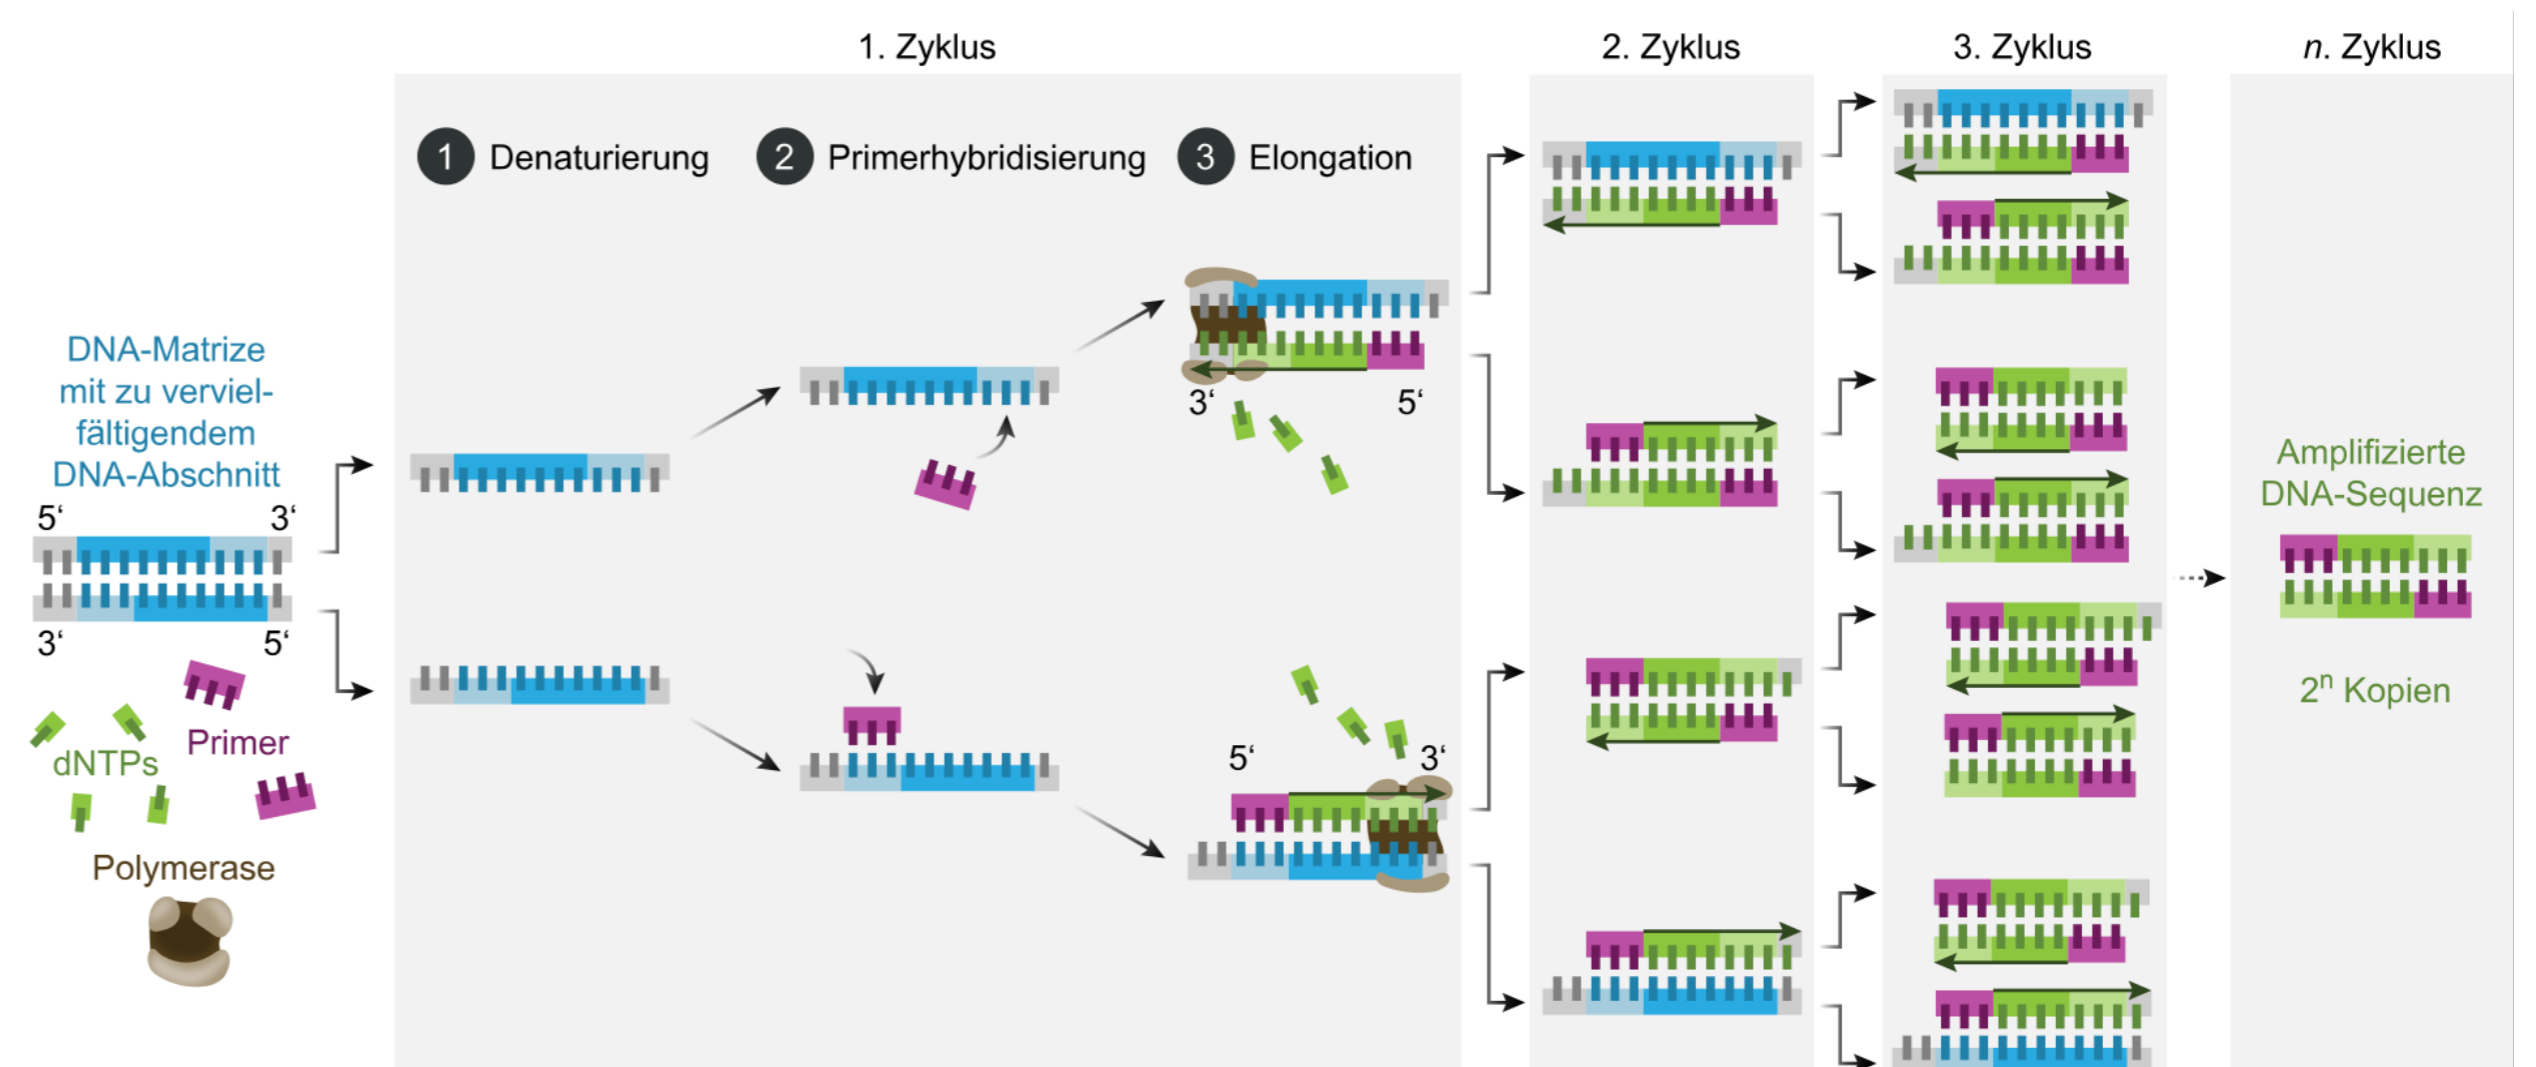 1. Zyklus
2. Zyklus
3. Zyklus
n. Zyklus
1 Denaturierung
2 Primerhybridisierung
3 Elongation
DNA-Matrize
mit zu verviel-
fältigendem
DNA-Abschnitt
5‘ 3‘
3‘ 5‘
Primer
dNTPs
Polymerase
3‘ 5‘
5‘ 3‘
Amplifizierte
DNA-Sequenz
2ⁿ Kopien